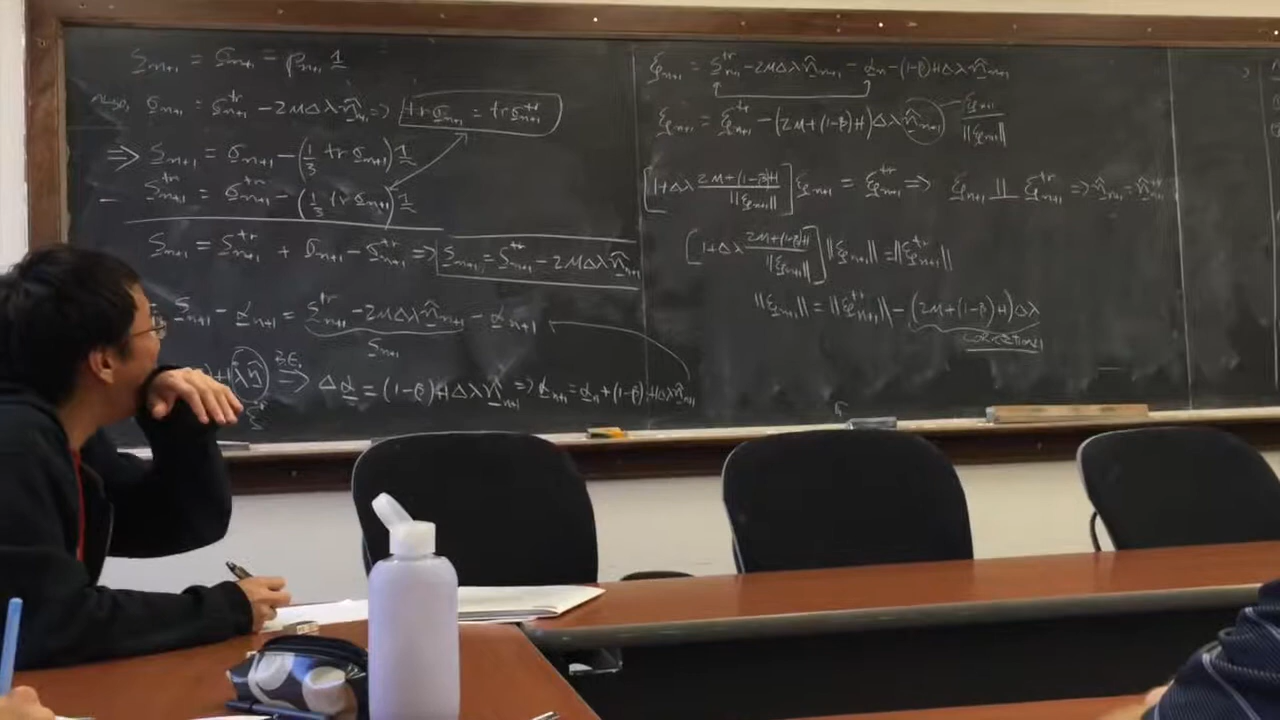 S_{n+1} = σ_{n+1} = p_{n+1} 1
also, σ_{n+1} = σ^{tr}_{n+1} - 2μΔλ n̂_{n+1} => tr σ_{n+1} = tr σ^{tr}_{n+1}
=> S_{n+1} = σ_{n+1} - (1/3 tr σ_{n+1}) 1
- S^{tr}_{n+1} = σ^{tr}_{n+1} - (1/3 tr σ_{n+1}) 1
S_{n+1} = S^{tr}_{n+1} + σ_{n+1} - σ^{tr}_{n+1} => S_{n+1} = S^{tr}_{n+1} - 2μΔλ n̂_{n+1}
S_{n+1} - α_{n+1} = S^{tr}_{n+1} - 2μΔλ n̂_{n+1} - α_{n+1}
S_{n+1}
H λ n̂ B.E. => Δα = (1-β)HΔλ n̂_{n+1} => α_{n+1} = α_n + (1-β)HΔλ n̂_{n+1}
ξ_{n+1} = S^{tr}_{n+1} - 2μΔλ n̂_{n+1} - α_n - (1-β)HΔλ n̂_{n+1}
ξ_{n+1} = ξ^{tr}_{n+1} - (2μ+(1-β)H)Δλ n̂_{n+1} → ξ_{n+1}/||ξ_{n+1}||
[1+Δλ (2μ+(1-β)H)/||ξ_{n+1}||] ξ_{n+1} = ξ^{tr}_{n+1} => ξ_{n+1} || ξ^{tr}_{n+1} => n̂_{n+1} = n̂^{tr}
[1+Δλ (2μ+(1-β)H)/||ξ_{n+1}||] ||ξ_{n+1}|| = ||ξ^{tr}_{n+1}||
||ξ_{n+1}|| = ||ξ^{tr}_{n+1}|| - (2μ+(1-β)H)Δλ
correction